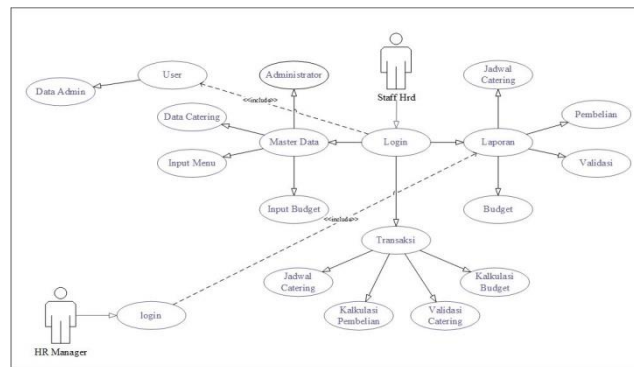 Staff Hrd
Jadwal
Catering
User
Administrator
Data Admin
<<include>>
Pembelian
Data Catering
Master Data
Login
Laporan
Input Menu
Validasi
Input Budget
Budget
<<include>>
Transaksi
Jadwal
Catering
Kalkulasi
Budget
Kalkulasi
Pembelian
Validasi
Catering
login
HR Manager